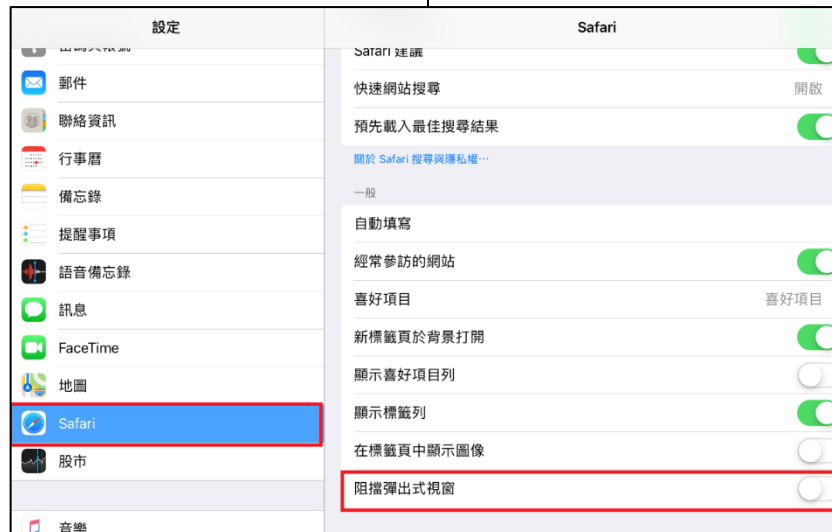 設定
Safari
郵件
聯絡資訊
行事曆
備忘錄
提醒事項
語音備忘錄
訊息
FaceTime
地圖
Safari
股市
音樂
Safari 建議
快速網站搜尋 開啟
預先載入最佳搜尋結果
關於 Safari 搜尋與隱私權⋯
一般
自動填寫
經常參訪的網站
喜好項目 喜好項目
新標籤頁於背景打開
顯示喜好項目列
顯示標籤列
在標籤頁中顯示圖像
阻擋彈出式視窗